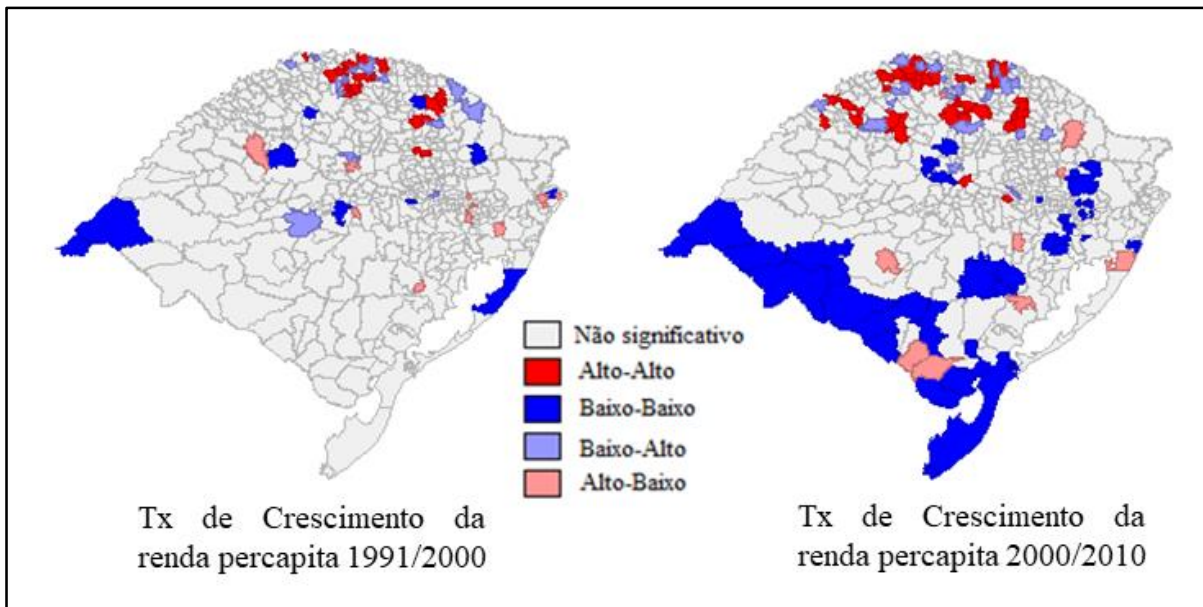 Não significativo
Alto-Alto
Baixo-Baixo
Baixo-Alto
Alto-Baixo
Tx de Crescimento da
renda percapita 1991/2000
Tx de Crescimento da
renda percapita 2000/2010